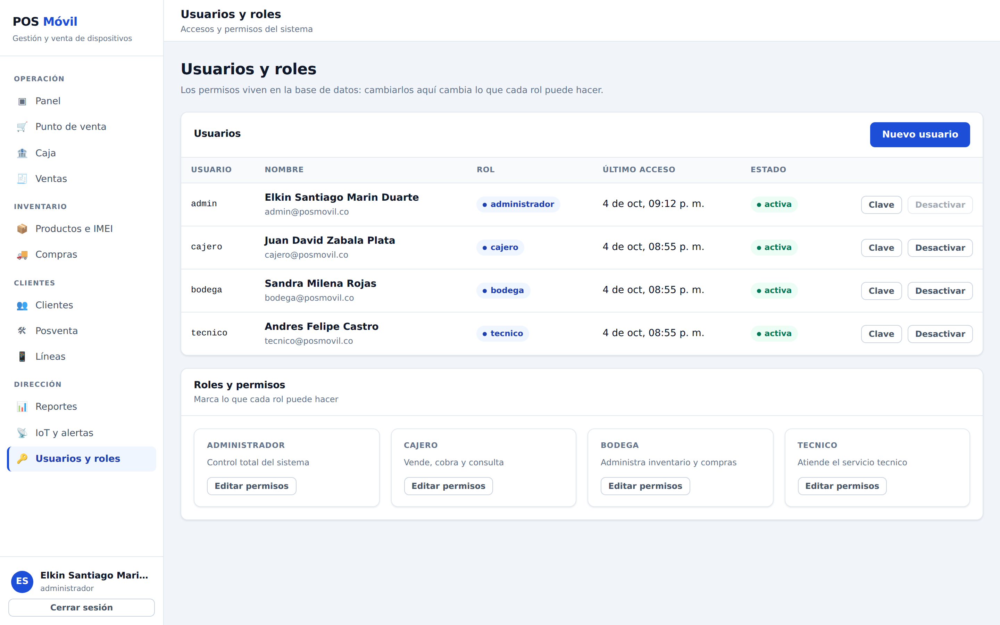 POS Móvil
Gestión y venta de dispositivos
OPERACIÓN
Panel
Punto de venta
Caja
Ventas
INVENTARIO
Productos e IMEI
Compras
CLIENTES
Clientes
Posventa
Líneas
DIRECCIÓN
Reportes
IoT y alertas
Usuarios y roles
ES
Elkin Santiago Mari...
administrador
Cerrar sesión
Usuarios y roles
Accesos y permisos del sistema
Usuarios y roles
Los permisos viven en la base de datos: cambiarlos aquí cambia lo que cada rol puede hacer.
Usuarios
Nuevo usuario
USUARIO NOMBRE ROL ÚLTIMO ACCESO ESTADO
admin Elkin Santiago Marin Duarte administrador 4 de oct, 09:12 p. m. activa Clave Desactivar
admin@posmovil.co
cajero Juan David Zabala Plata cajero 4 de oct, 08:55 p. m. activa Clave Desactivar
cajero@posmovil.co
bodega Sandra Milena Rojas bodega 4 de oct, 08:55 p. m. activa Clave Desactivar
bodega@posmovil.co
tecnico Andres Felipe Castro tecnico 4 de oct, 08:55 p. m. activa Clave Desactivar
tecnico@posmovil.co
Roles y permisos
Marca lo que cada rol puede hacer
ADMINISTRADOR
Control total del sistema
Editar permisos
CAJERO
Vende, cobra y consulta
Editar permisos
BODEGA
Administra inventario y compras
Editar permisos
TECNICO
Atiende el servicio tecnico
Editar permisos